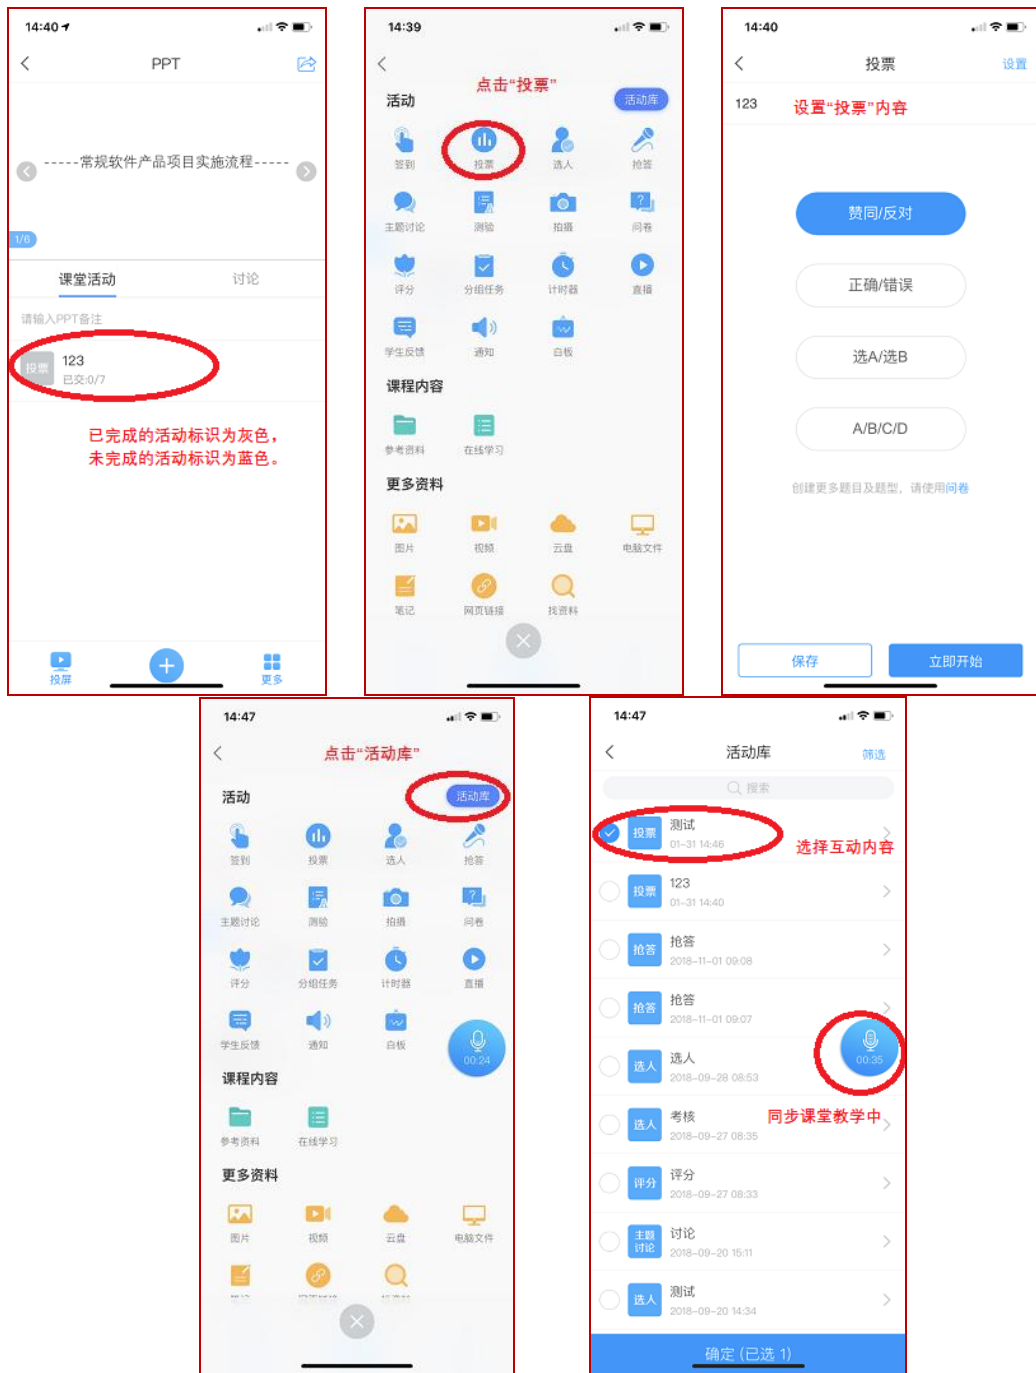 14:40
PPT
-----常规软件产品项目实施流程-----
1/6
课堂活动
讨论
请输入PPT备注
投票
123
已交:0/7
已完成的活动标识为灰色，
未完成的活动标识为蓝色。
投屏
更多
14:39
点击“投票”
活动
活动库
签到
投票
选人
抢答
主题讨论
测验
拍摄
问卷
评分
分组任务
计时器
直播
学生反馈
通知
白板
课程内容
参考资料
在线学习
更多资料
图片
视频
云盘
电脑文件
笔记
网页链接
找资料
14:40
投票
设置
123
设置“投票”内容
赞同/反对
正确/错误
选A/选B
A/B/C/D
创建更多题目及题型，请使用问卷
保存
立即开始
14:47
点击“活动库”
活动
活动库
签到
投票
选人
抢答
主题讨论
测验
拍摄
问卷
评分
分组任务
计时器
直播
学生反馈
通知
白板
00:24
课程内容
参考资料
在线学习
更多资料
图片
视频
云盘
电脑文件
14:47
活动库
筛选
搜索
投票
测试
01-31 14:46
选择互动内容
投票
123
01-31 14:40
抢答
抢答
2018-11-01 09:08
抢答
抢答
2018-11-01 09:07
00:35
选人
选人
2018-09-28 08:53
同步课堂教学中
选人
考核
2018-09-27 08:35
评分
评分
2018-09-27 08:33
主题
讨论
讨论
2018-09-20 15:11
选人
测试
2018-09-20 14:34
确定 (已选 1)